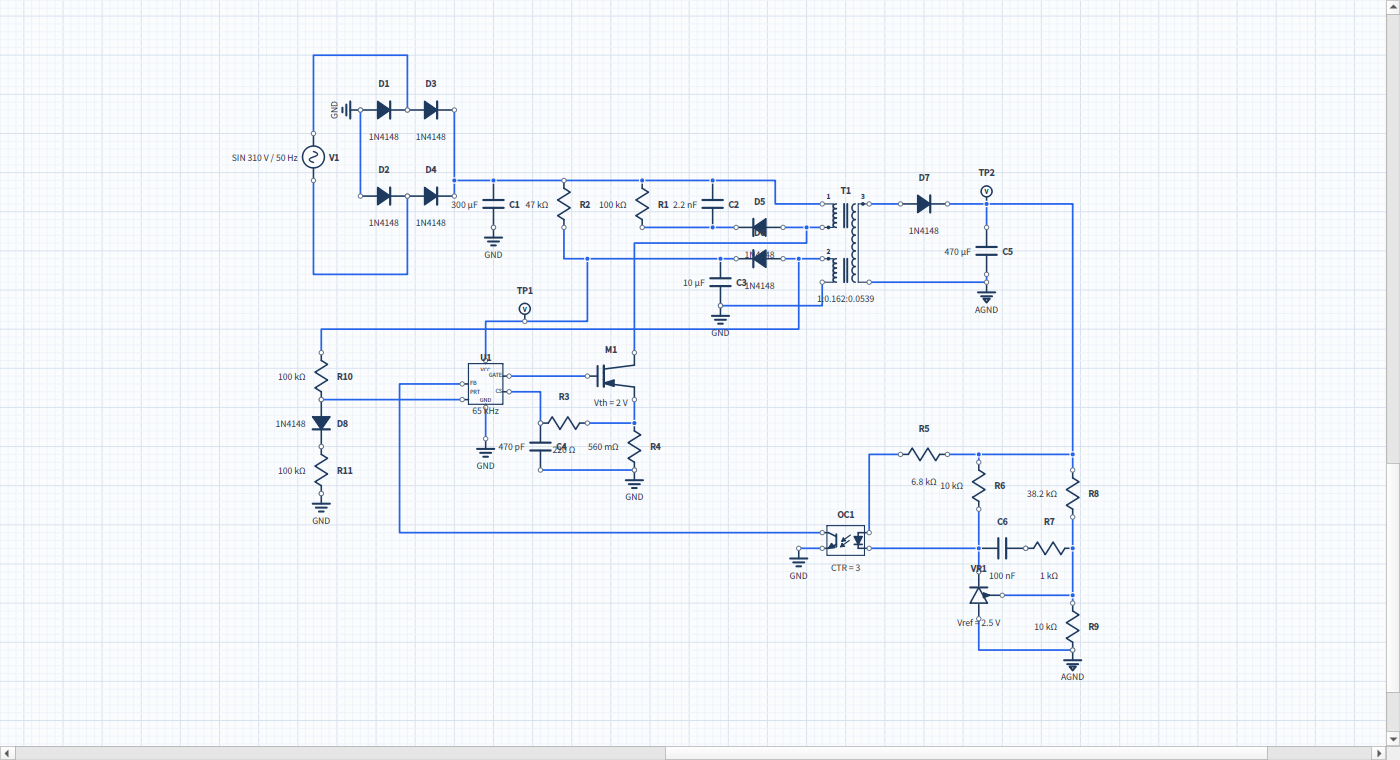 D1
D3
GND
1N4148
1N4148
SIN 310 V / 50 Hz
V1
D2
D4
1N4148
1N4148
300 µF
C1
47 kΩ
R2
100 kΩ
R1
2.2 nF
C2
D5
GND
1N4148
10 µF
C3
1N4148
GND
1
T1
3
2
1:0.162:0.0539
D7
1N4148
TP2
V
470 µF
C5
AGND
TP1
V
100 kΩ
R10
1N4148
D8
100 kΩ
R11
GND
U1
GATE
FB
PRT
CS
GND
65 kHz
GND
M1
Vth = 2 V
R3
220 Ω
470 pF
C4
560 mΩ
R4
GND
OC1
CTR = 3
GND
R5
6.8 kΩ
10 kΩ
R6
38.2 kΩ
R8
C6
100 nF
R7
1 kΩ
VR1
Vref = 2.5 V
10 kΩ
R9
AGND